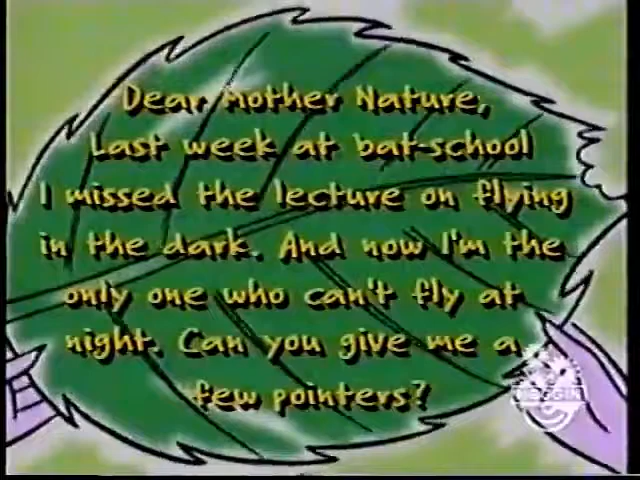 Dear Mother Nature,
Last week at bat-school
I missed the lecture on flying
in the dark. And now I'm the
only one who can't fly at
night. Can you give me a
few pointers?